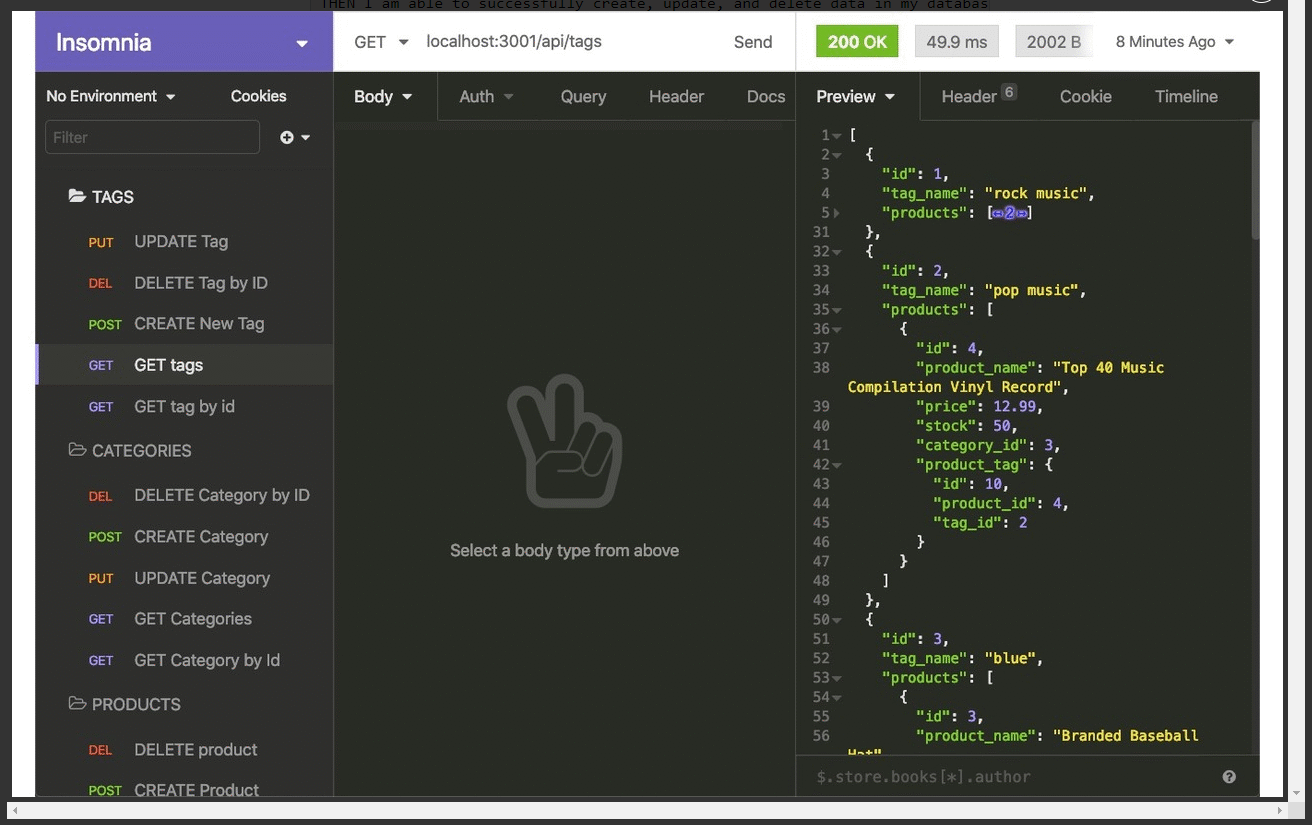 THEN I am able to successfully create, update, and delete data in my databas
Insomnia
GET localhost:3001/api/tags Send
200 OK 49.9 ms 2002 B 8 Minutes Ago
No Environment Cookies
Body Auth Query Header Docs
Preview Header 6 Cookie Timeline
Filter
TAGS
PUT UPDATE Tag
DEL DELETE Tag by ID
POST CREATE New Tag
GET GET tags
GET GET tag by id
CATEGORIES
DEL DELETE Category by ID
POST CREATE Category
PUT UPDATE Category
GET GET Categories
GET GET Category by Id
PRODUCTS
DEL DELETE product
POST CREATE Product
Select a body type from above
1 [
2 {
3 "id": 1,
4 "tag_name": "rock music",
5 "products": [↔2↔]
31 },
32 {
33 "id": 2,
34 "tag_name": "pop music",
35 "products": [
36 {
37 "id": 4,
38 "product_name": "Top 40 Music
Compilation Vinyl Record",
39 "price": 12.99,
40 "stock": 50,
41 "category_id": 3,
42 "product_tag": {
43 "id": 10,
44 "product_id": 4,
45 "tag_id": 2
46 }
47 }
48 ]
49 },
50 {
51 "id": 3,
52 "tag_name": "blue",
53 "products": [
54 {
55 "id": 3,
56 "product_name": "Branded Baseball
Hat"
$.store.books[*].author